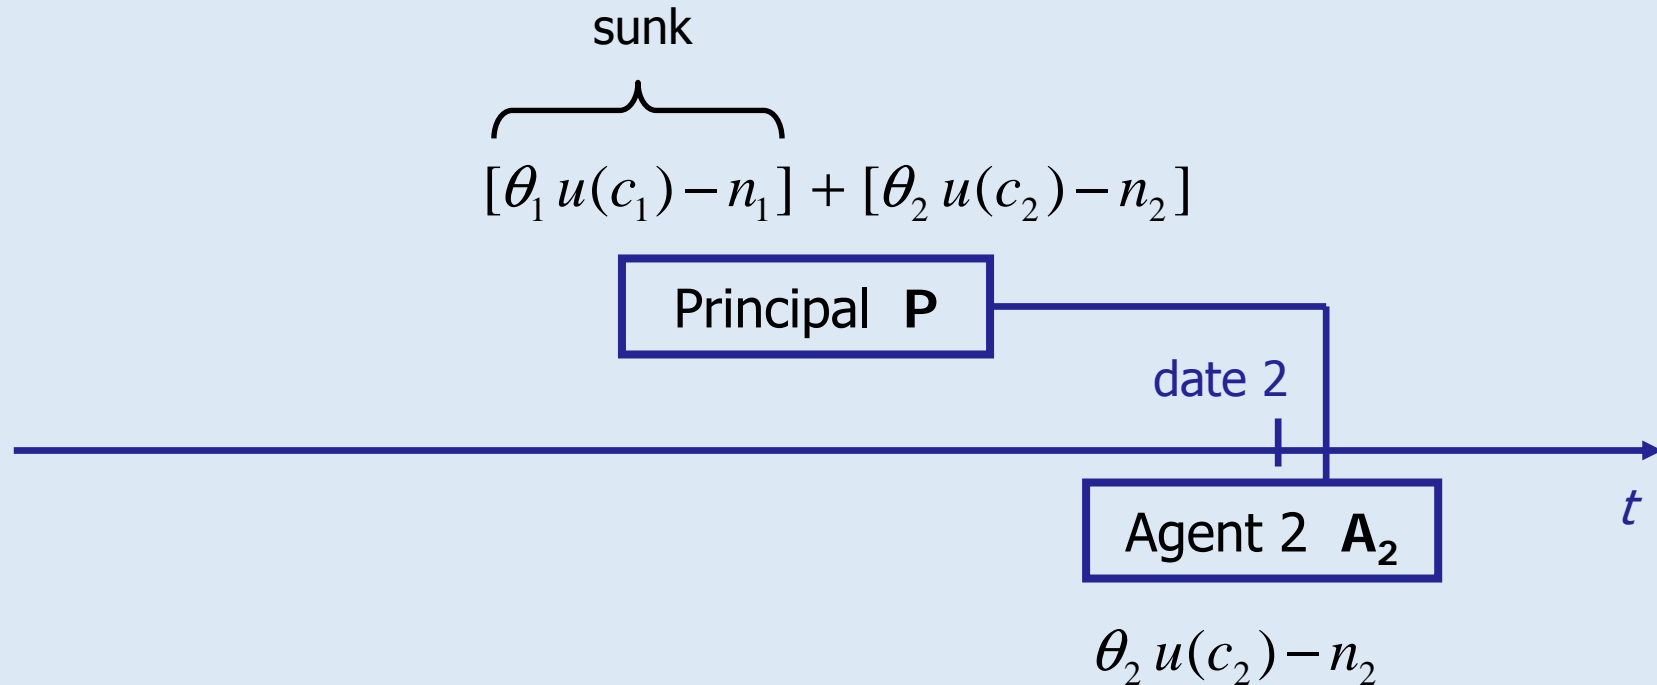 sunk
[θ₁ u(c₁) − n₁] + [θ₂ u(c₂) − n₂]
Principal P
date 2
t
Agent 2 A₂
θ₂ u(c₂) − n₂